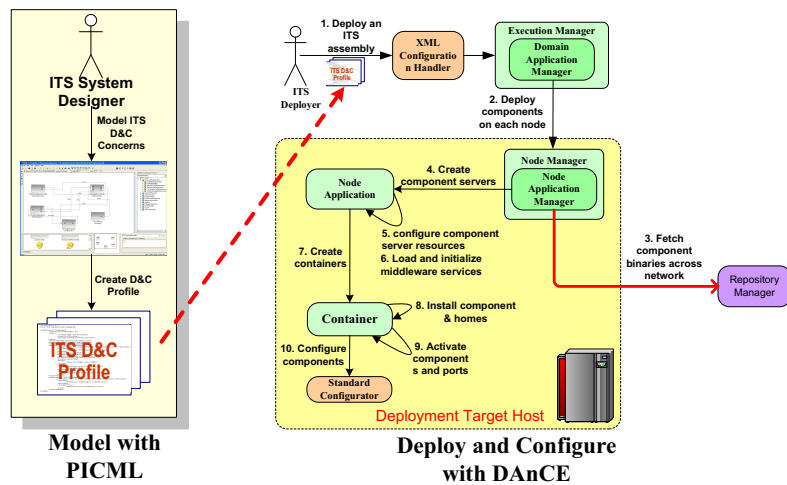 ITS System
Designer
Model ITS
D&C
Concerns
Create D&C
Profile
ITS D&C
Profile
Model with
PICML
1. Deploy an
ITS
assembly
ITS
Deployer
ITS D&C
Profile
XML
Configuratio
n Handler
Execution Manager
Domain
Application
Manager
2. Deploy
components
on each node
Node Manager
Node
Application
Manager
4. Create
component servers
Node
Application
5. configure component
server resources
6. Load and initialize
middleware services
3. Fetch
component
binaries across
network
Repository
Manager
7. Create
containers
Container
8. Install component
& homes
9. Activate
component
s and ports
10. Configure
components
Standard
Configurator
Deployment Target Host
Deploy and Configure
with DAnCE